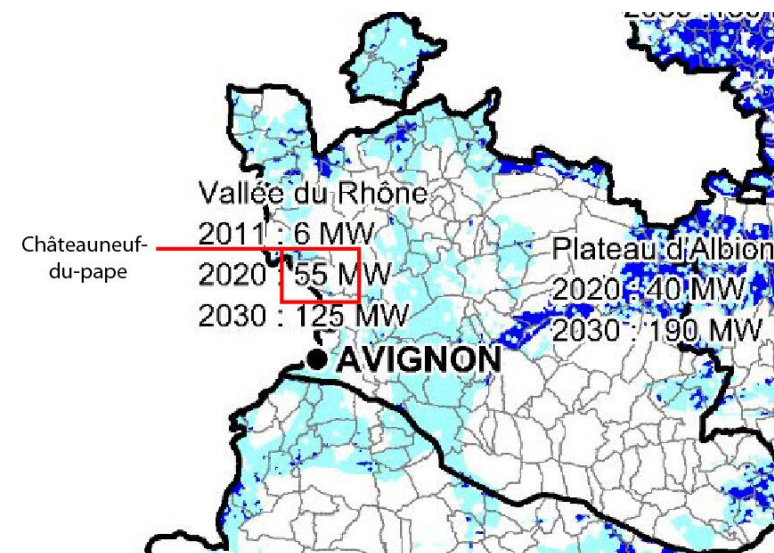 Vallée du Rhône
2011 : 6 MW
2020 : 55 MW
2030 : 125 MW
Châteauneuf-
du-pape
Plateau d'Albion
2020 : 40 MW
2030 : 190 MW
AVIGNON